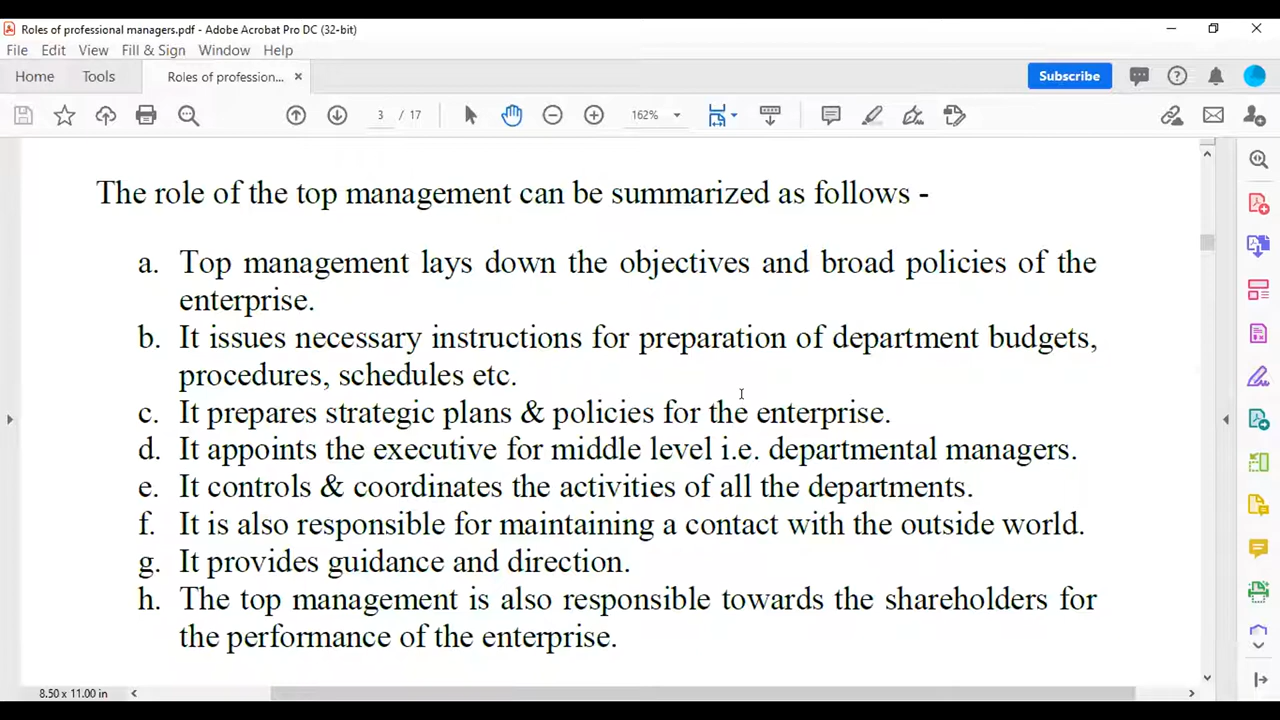 Roles of professional managers.pdf - Adobe Acrobat Pro DC (32-bit)
File Edit View Fill & Sign Window Help
Home Tools Roles of profession... ×
Subscribe
3 / 17 162%
The role of the top management can be summarized as follows -
a. Top management lays down the objectives and broad policies of the
enterprise.
b. It issues necessary instructions for preparation of department budgets,
procedures, schedules etc.
c. It prepares strategic plans & policies for the enterprise.
d. It appoints the executive for middle level i.e. departmental managers.
e. It controls & coordinates the activities of all the departments.
f. It is also responsible for maintaining a contact with the outside world.
g. It provides guidance and direction.
h. The top management is also responsible towards the shareholders for
the performance of the enterprise.
8.50 x 11.00 in